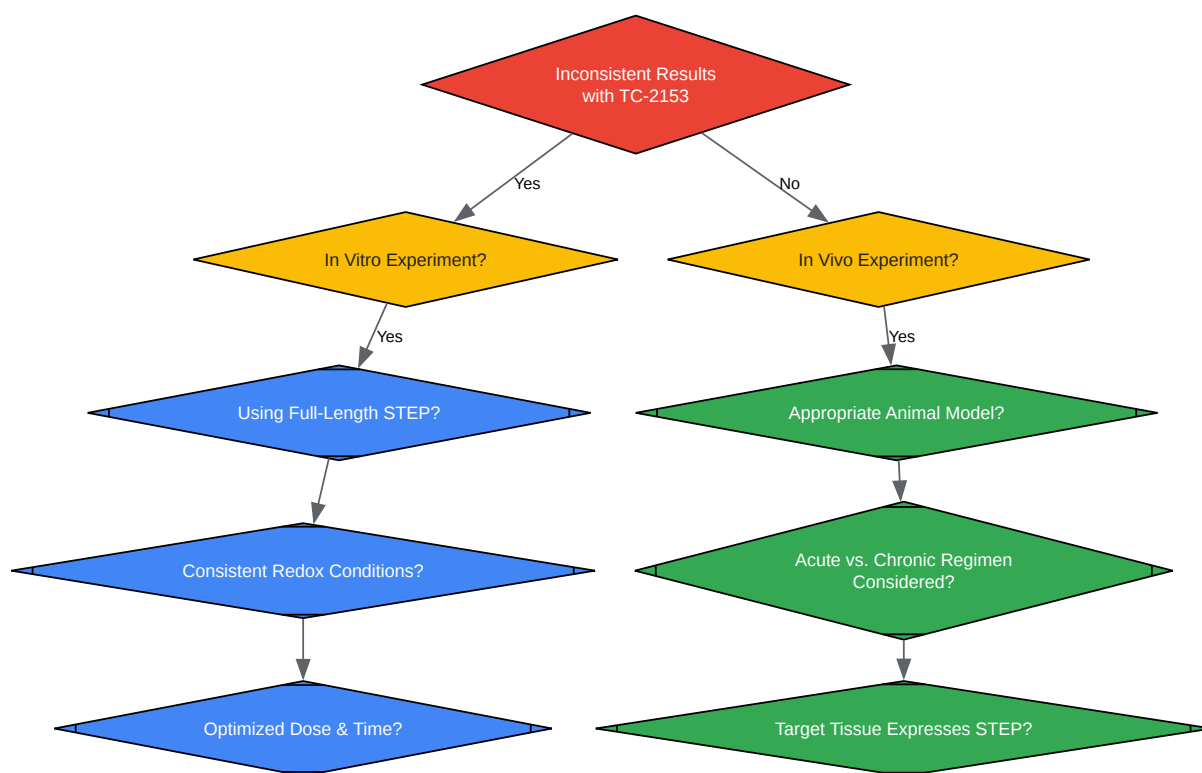 Inconsistent Results
with TC-2153
Yes
No
In Vitro Experiment?
In Vivo Experiment?
Yes
Yes
Using Full-Length STEP?
Appropriate Animal Model?
Consistent Redox Conditions?
Acute vs. Chronic Regimen
Considered?
Optimized Dose & Time?
Target Tissue Expresses STEP?